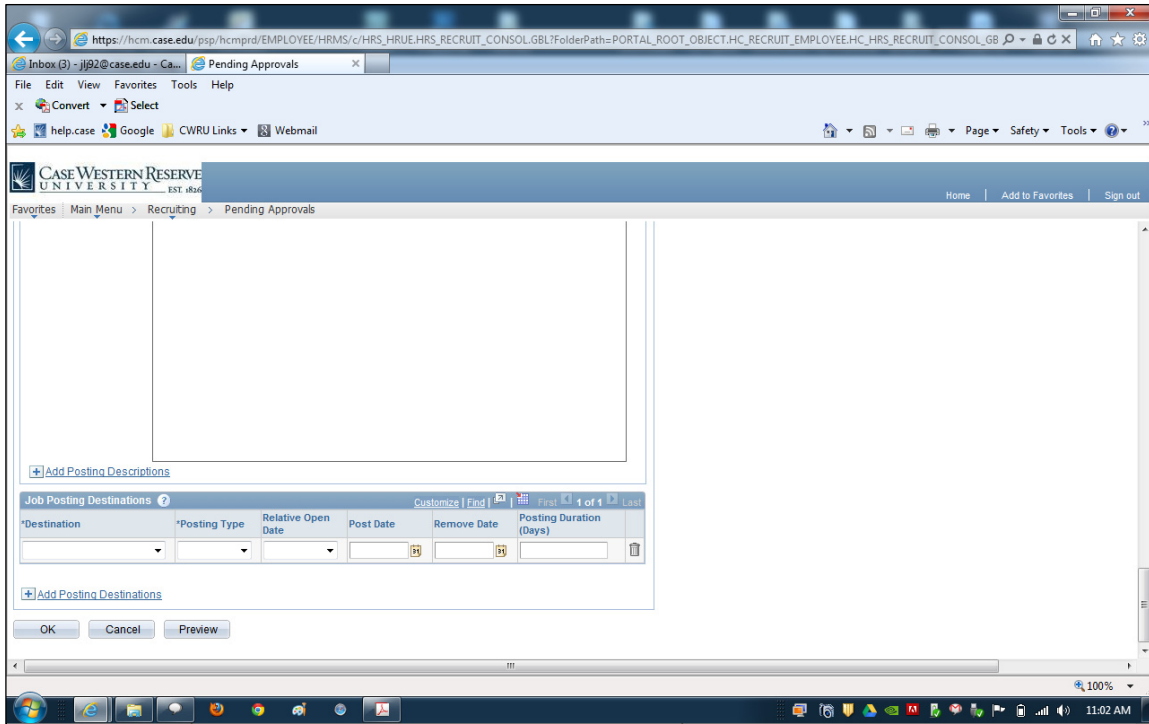 https://hcm.case.edu/psp/hcmprd/EMPLOYEE/HRMS/c/HRS_HRUE.HRS_RECRUIT_CONSOL.GBL?FolderPath=PORTAL_ROOT_OBJECT.HC_RECRUIT_EMPLOYEE.HC_HRS_RECRUIT_CONSOL_GB
Inbox (3) - jlj92@case.edu - Ca... Pending Approvals
File Edit View Favorites Tools Help
Convert Select
help.case Google CWRU Links Webmail Page Safety Tools
CASE WESTERN RESERVE
UNIVERSITY EST. 1826
Home | Add to Favorites | Sign out
Favorites Main Menu > Recruiting > Pending Approvals
Add Posting Descriptions
Job Posting Destinations Customize | Find | First 1 of 1 Last
*Destination *Posting Type Relative Open Date Post Date Remove Date Posting Duration (Days)
Add Posting Destinations
OK Cancel Preview
100%
11:02 AM